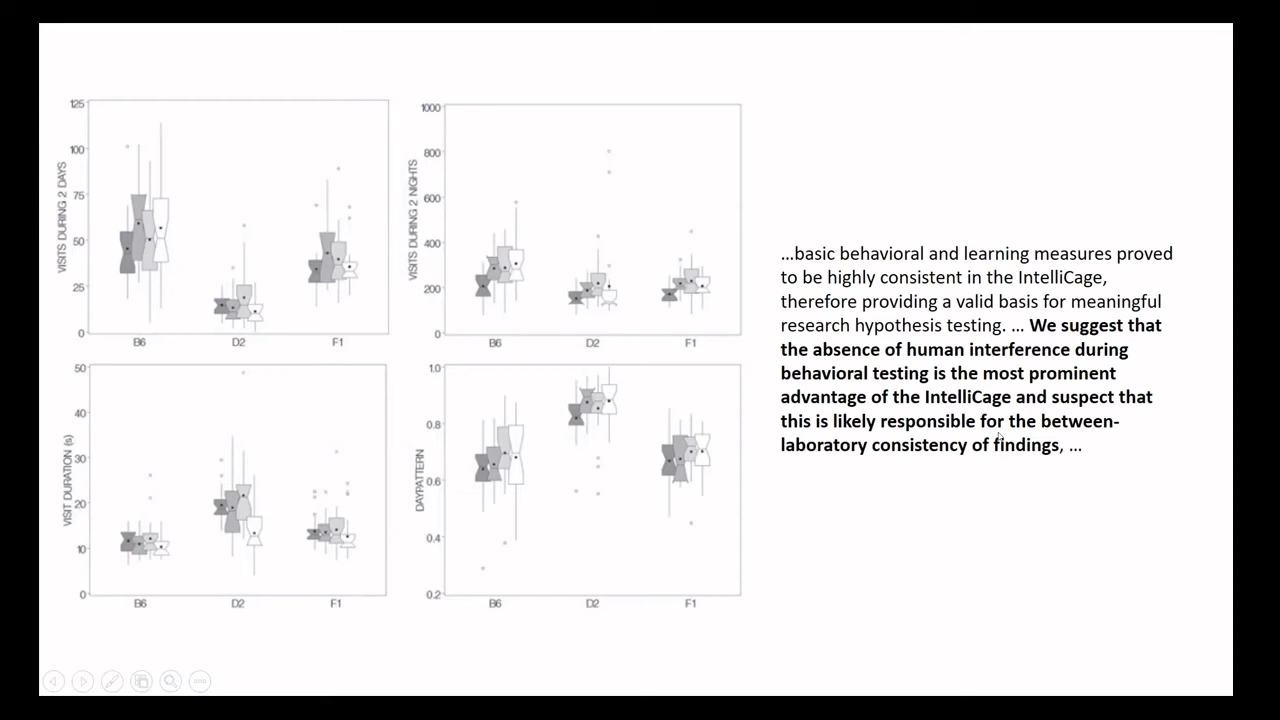 125
100
75
50
25
0
VISITS DURING 2 DAYS
B6 D2 F1
1000
800
600
400
200
0
VISITS DURING 2 NIGHTS
B6 D2 F1
50
40
30
20
10
0
VISIT DURATION (s)
B6 D2 F1
1.0
0.8
0.6
0.4
0.2
DAYPATTERN
B6 D2 F1
...basic behavioral and learning measures proved
to be highly consistent in the IntelliCage,
therefore providing a valid basis for meaningful
research hypothesis testing. ... We suggest that
the absence of human interference during
behavioral testing is the most prominent
advantage of the IntelliCage and suspect that
this is likely responsible for the between-
laboratory consistency of findings, ...